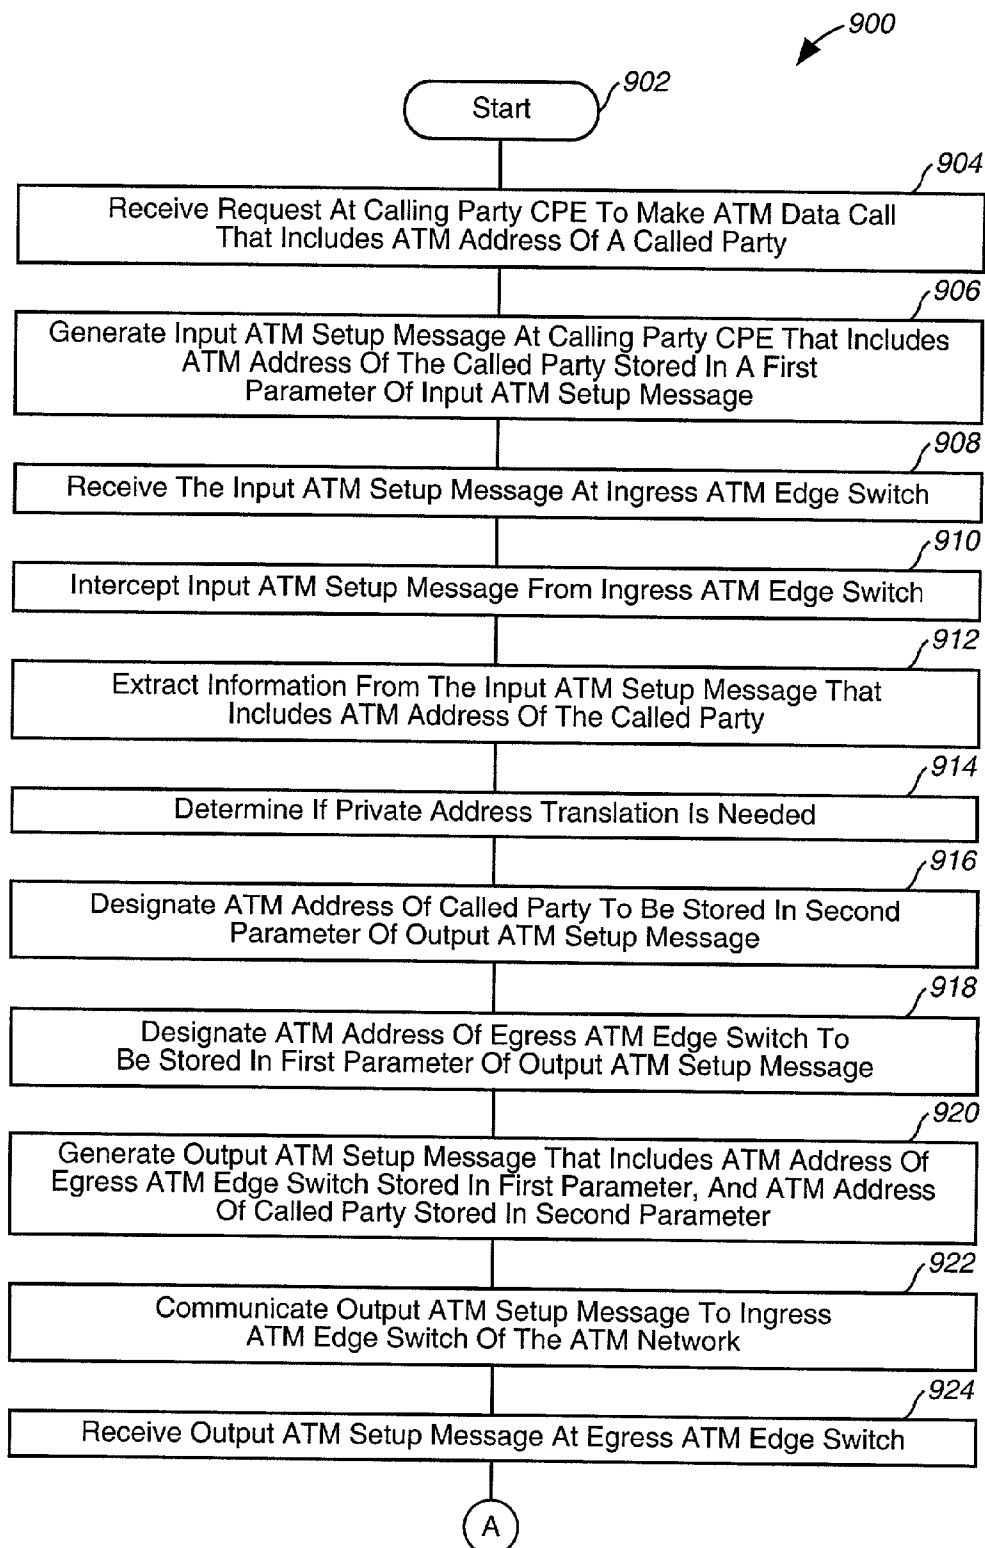 900
Start
902
904
Receive Request At Calling Party CPE To Make ATM Data Call
That Includes ATM Address Of A Called Party
906
Generate Input ATM Setup Message At Calling Party CPE That Includes
ATM Address Of The Called Party Stored In A First
Parameter Of Input ATM Setup Message
908
Receive The Input ATM Setup Message At Ingress ATM Edge Switch
910
Intercept Input ATM Setup Message From Ingress ATM Edge Switch
912
Extract Information From The Input ATM Setup Message That
Includes ATM Address Of The Called Party
914
Determine If Private Address Translation Is Needed
916
Designate ATM Address Of Called Party To Be Stored In Second
Parameter Of Output ATM Setup Message
918
Designate ATM Address Of Egress ATM Edge Switch To
Be Stored In First Parameter Of Output ATM Setup Message
920
Generate Output ATM Setup Message That Includes ATM Address Of
Egress ATM Edge Switch Stored In First Parameter, And ATM Address
Of Called Party Stored In Second Parameter
922
Communicate Output ATM Setup Message To Ingress
ATM Edge Switch Of The ATM Network
924
Receive Output ATM Setup Message At Egress ATM Edge Switch
A